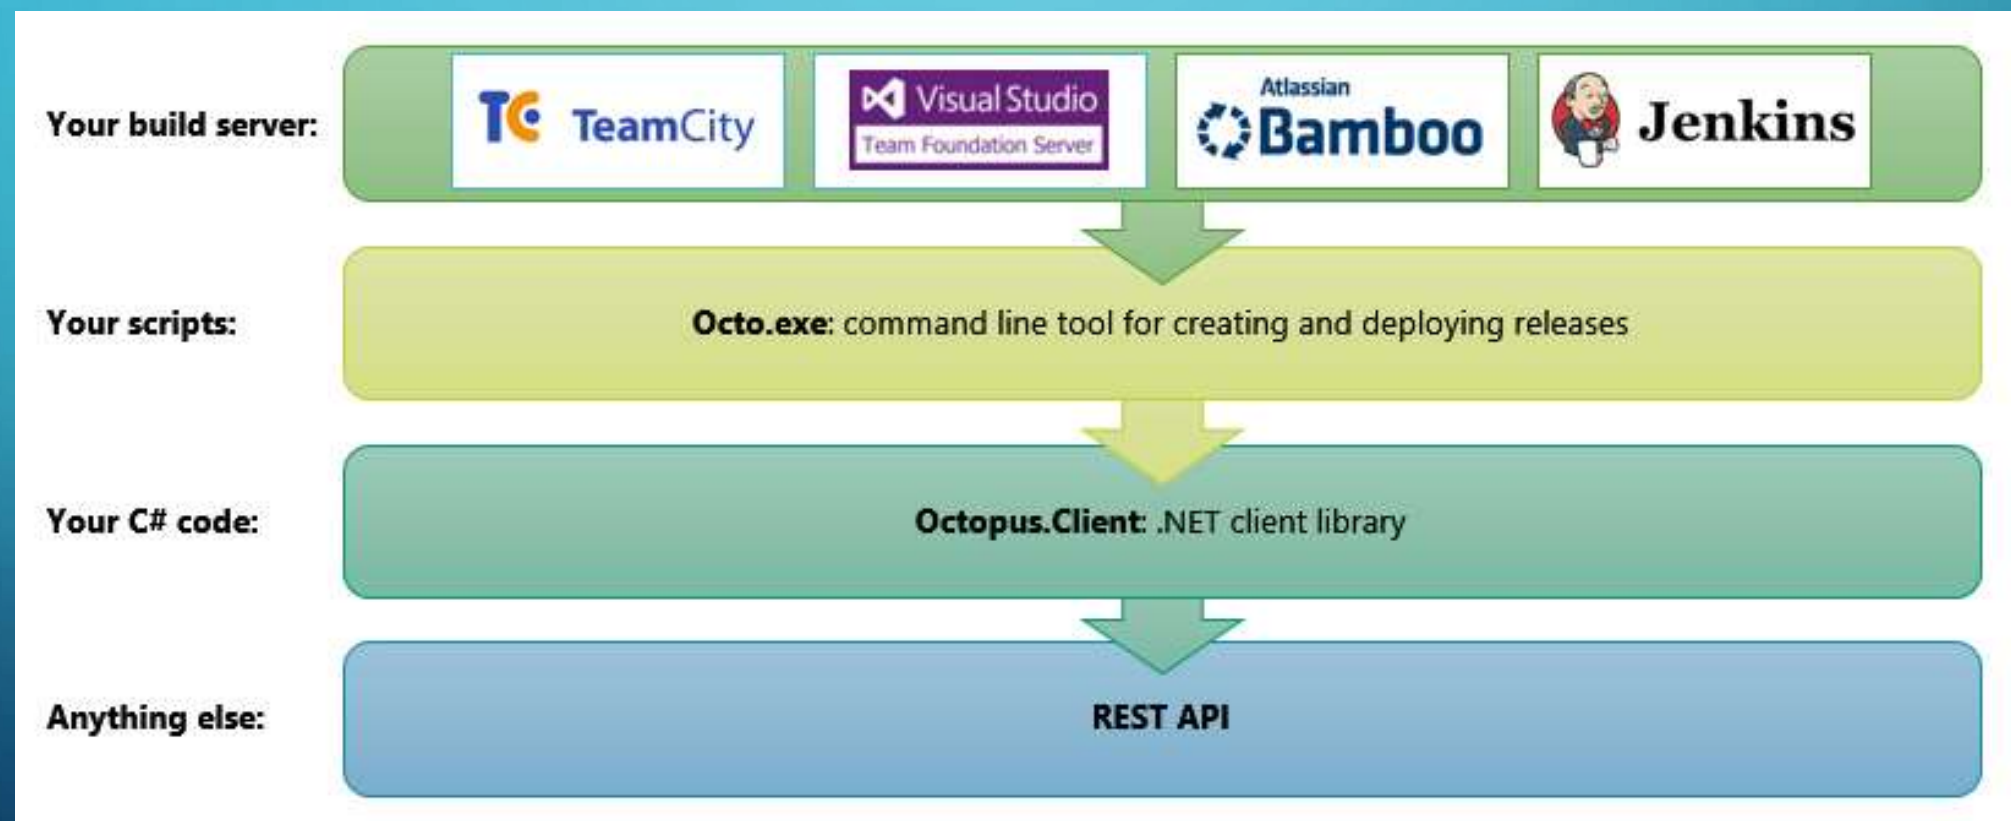 Your build server:
TC TeamCity
Visual Studio
Team Foundation Server
Atlassian
Bamboo
Jenkins
Your scripts:
Octo.exe: command line tool for creating and deploying releases
Your C# code:
Octopus.Client: .NET client library
Anything else:
REST API